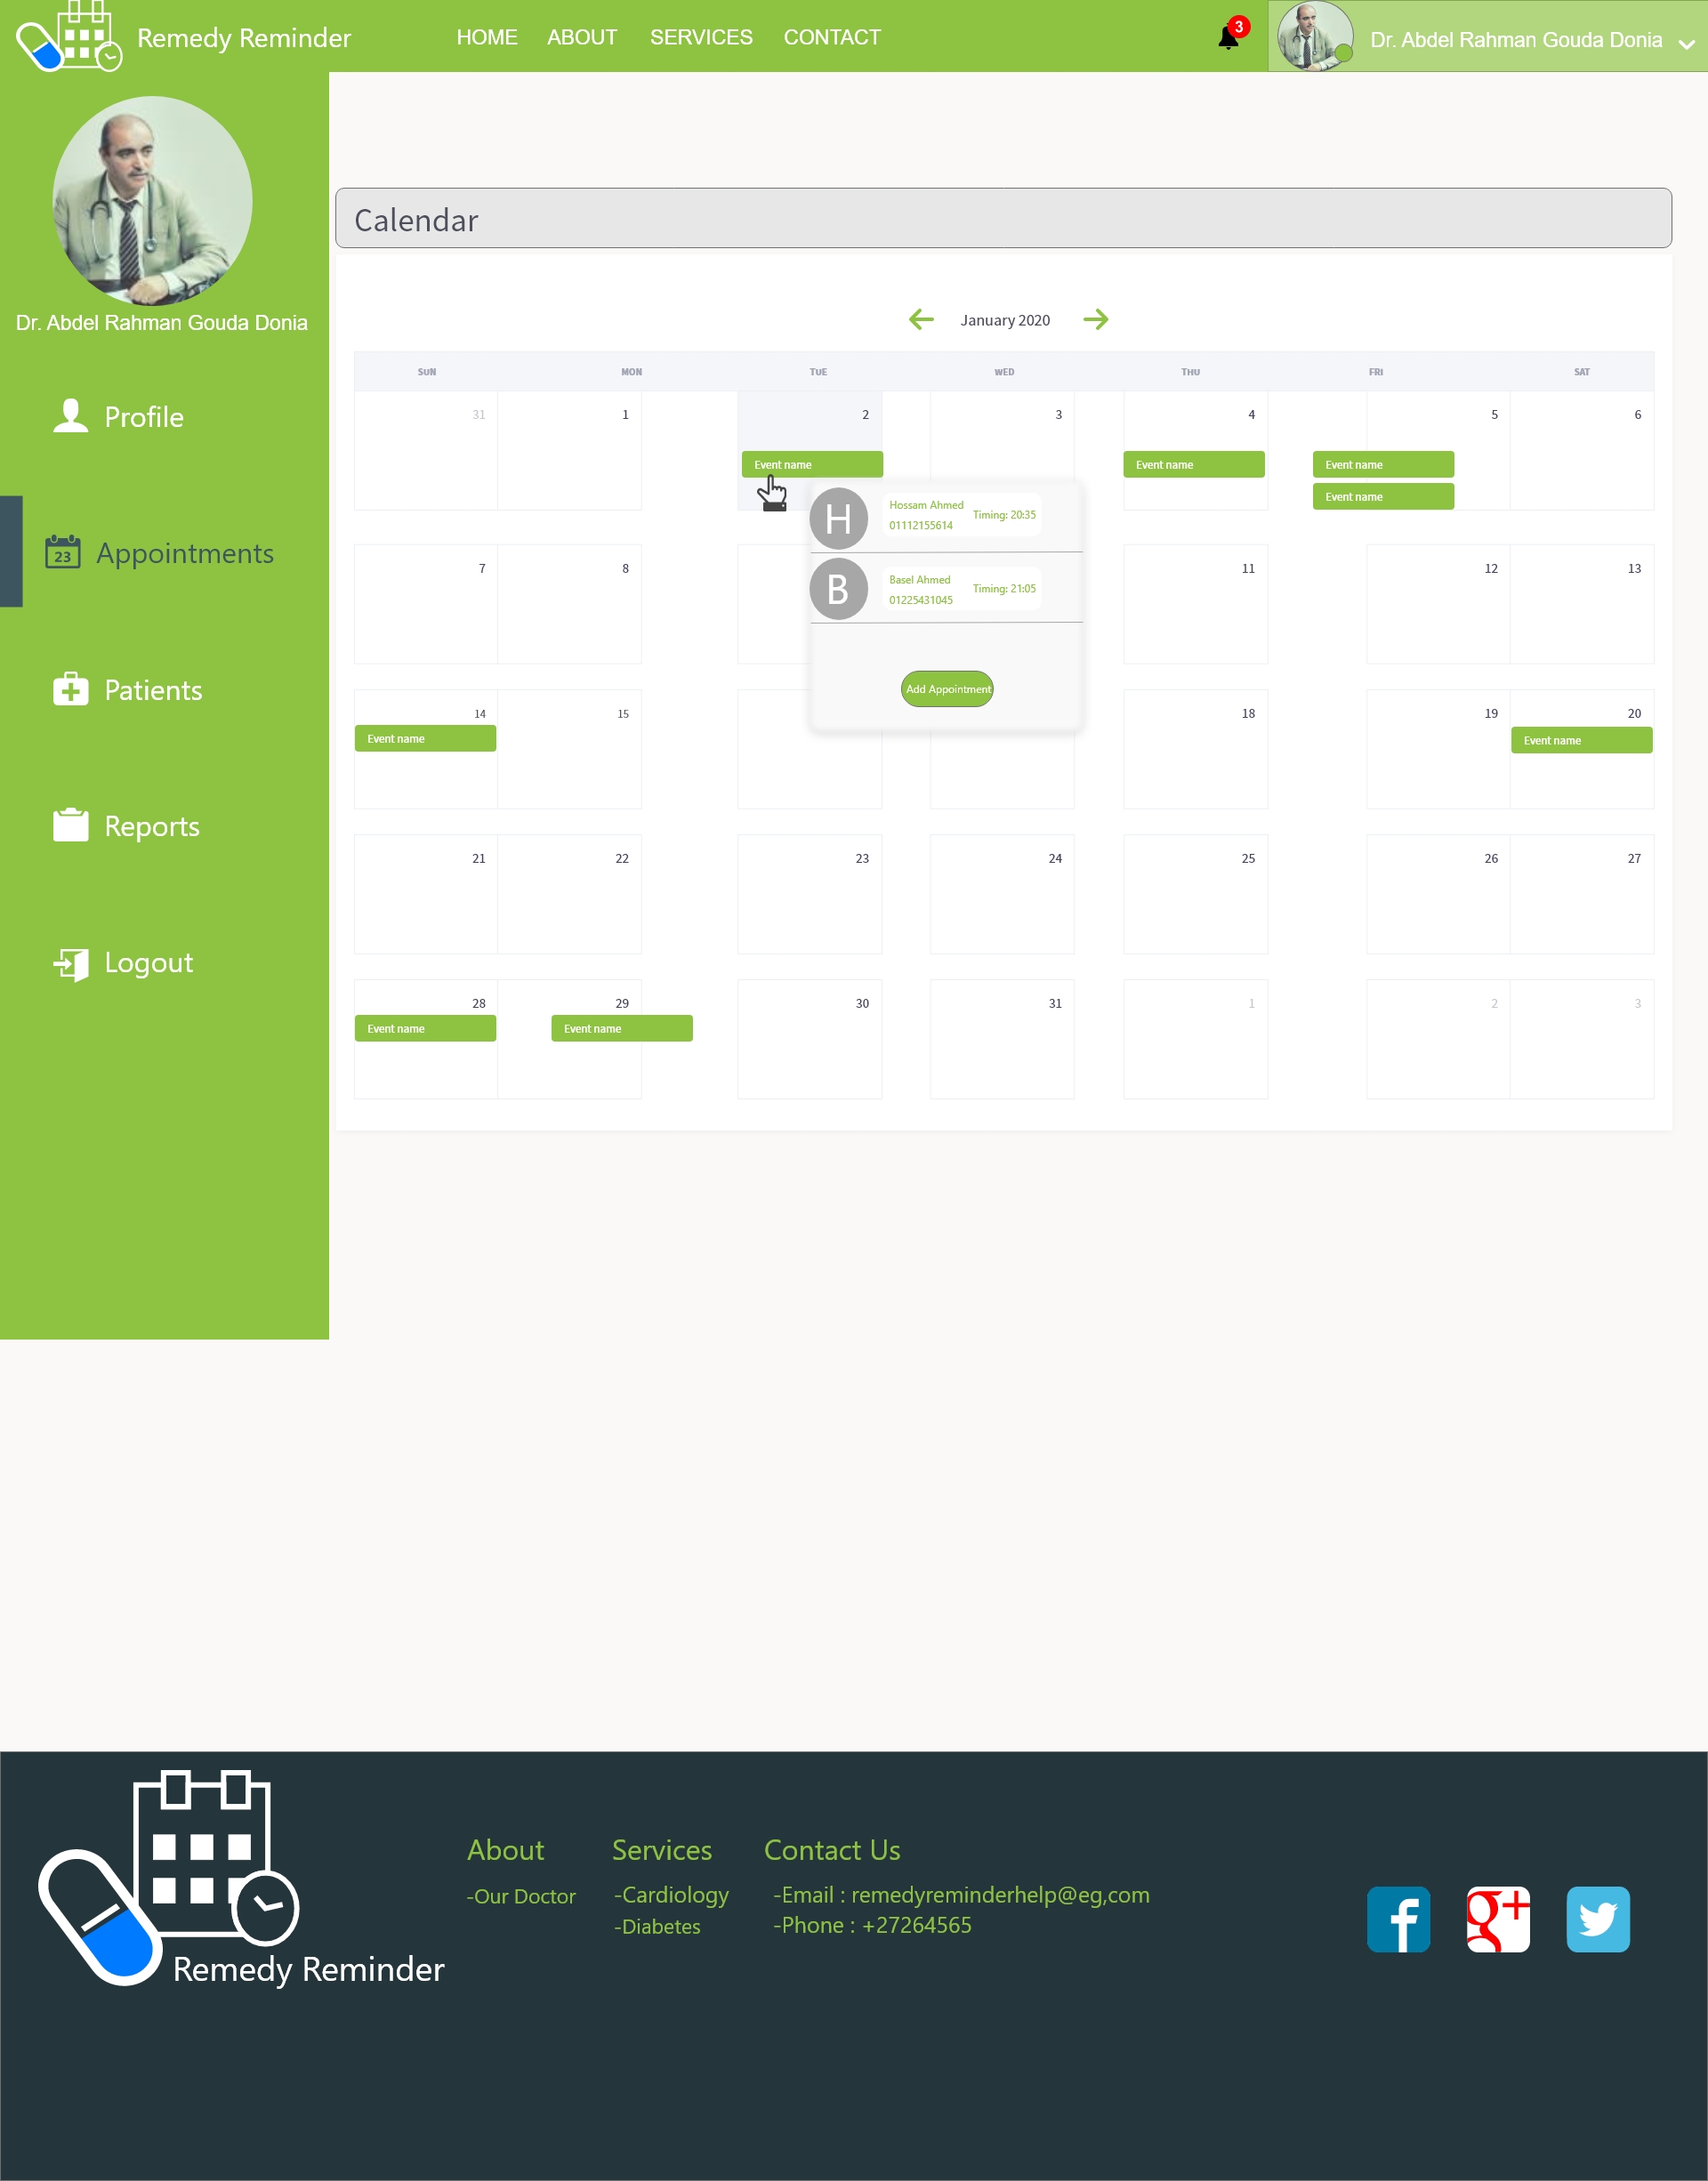 Remedy Reminder
HOME ABOUT SERVICES CONTACT
3
Dr. Abdel Rahman Gouda Donia
Dr. Abdel Rahman Gouda Donia
Profile
23
Appointments
Patients
Reports
Logout
Calendar
January 2020
SUN MON TUE WED THU FRI SAT
31 1 2 3 4 5 6
Event name Event name Event name
Event name
H
Hossam Ahmed
01112155614
Timing: 20:35
B
Basel Ahmed
01225431045
Timing: 21:05
Add Appointment
7 8 11 12 13
14 15 18 19 20
Event name Event name
21 22 23 24 25 26 27
28 29 30 31 1 2 3
Event name Event name
Remedy Reminder
About
-Our Doctor
Services
-Cardiology
-Diabetes
Contact Us
-Email : remedyreminderhelp@eg,com
-Phone : +27264565
f
g+